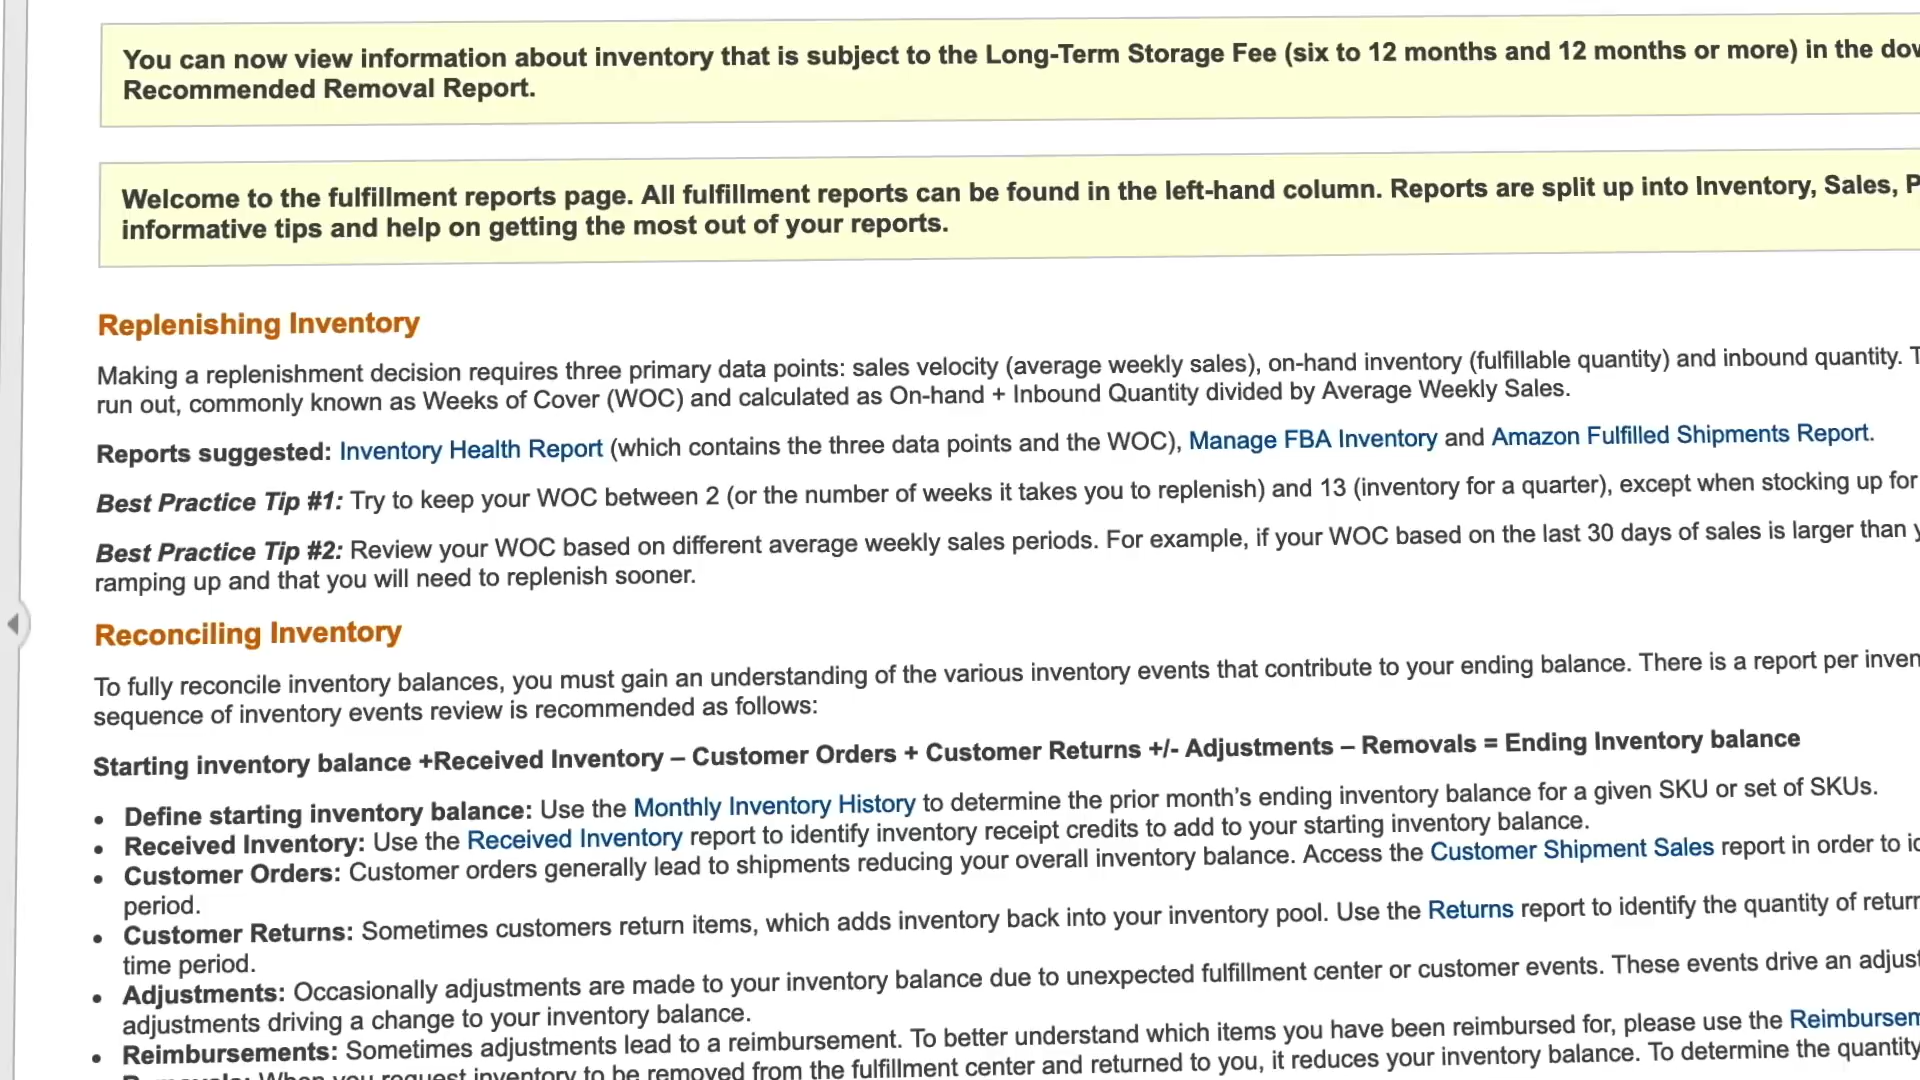 You can now view information about inventory that is subject to the Long-Term Storage Fee (six to 12 months and 12 months or more) in the
Recommended Removal Report.
Welcome to the fulfillment reports page. All fulfillment reports can be found in the left-hand column. Reports are split up into Inventory, Sales,
informative tips and help on getting the most out of your reports.
Replenishing Inventory
Making a replenishment decision requires three primary data points: sales velocity (average weekly sales), on-hand inventory (fulfillable quantity) and inbound quantity.
run out, commonly known as Weeks of Cover (WOC) and calculated as On-hand + Inbound Quantity divided by Average Weekly Sales.
Reports suggested: Inventory Health Report (which contains the three data points and the WOC), Manage FBA Inventory and Amazon Fulfilled Shipments Report.
Best Practice Tip #1: Try to keep your WOC between 2 (or the number of weeks it takes you to replenish) and 13 (inventory for a quarter), except when stocking up for
Best Practice Tip #2: Review your WOC based on different average weekly sales periods. For example, if your WOC based on the last 30 days of sales is larger than
ramping up and that you will need to replenish sooner.
Reconciling Inventory
To fully reconcile inventory balances, you must gain an understanding of the various inventory events that contribute to your ending balance. There is a report per
sequence of inventory events review is recommended as follows:
Starting inventory balance +Received Inventory – Customer Orders + Customer Returns +/- Adjustments – Removals = Ending Inventory balance
• Define starting inventory balance: Use the Monthly Inventory History to determine the prior month's ending inventory balance for a given SKU or set of SKUs.
• Received Inventory: Use the Received Inventory report to identify inventory receipt credits to add to your starting inventory balance.
• Customer Orders: Customer orders generally lead to shipments reducing your overall inventory balance. Access the Customer Shipment Sales report in order to
period.
• Customer Returns: Sometimes customers return items, which adds inventory back into your inventory pool. Use the Returns report to identify the quantity of
time period.
• Adjustments: Occasionally adjustments are made to your inventory balance due to unexpected fulfillment center or customer events. These events drive an
adjustments driving a change to your inventory balance.
• Reimbursements: Sometimes adjustments lead to a reimbursement. To better understand which items you have been reimbursed for, please use the
When you request inventory to be removed from the fulfillment center and returned to you, it reduces your inventory balance. To determine the quantity